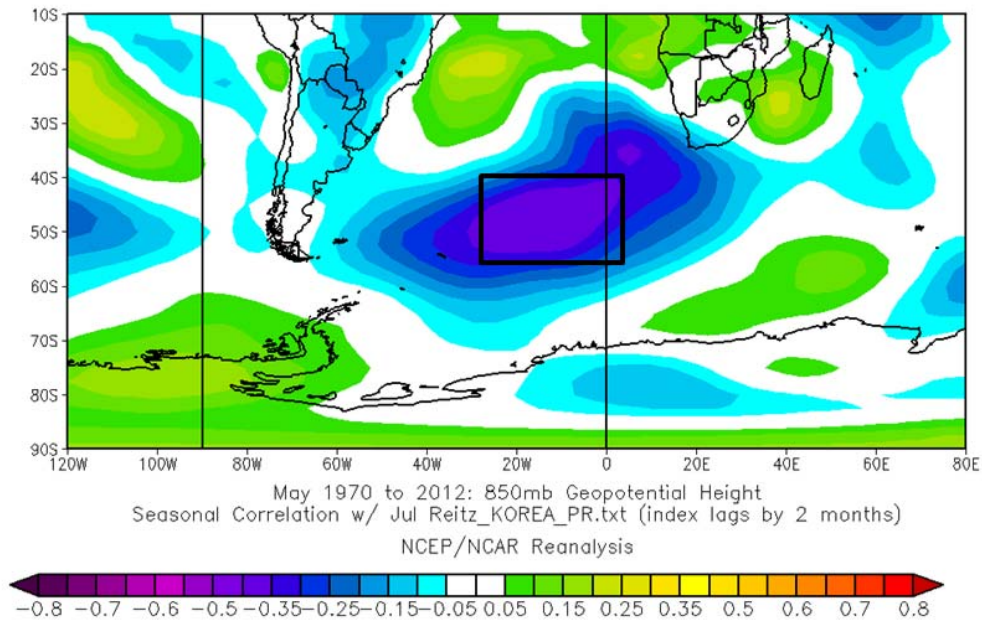 10S
20S
30S
40S
50S
60S
70S
80S
90S
120W 100W 80W 60W 40W 20W 0 20E 40E 60E 80E
May 1970 to 2012: 850mb Geopotential Height
Seasonal Correlation w/ Jul Reitz_KOREA_PR.txt (index lags by 2 months)
NCEP/NCAR Reanalysis
-0.8 -0.7 -0.6 -0.5 -0.35 -0.25 -0.15 -0.05 0.05 0.15 0.25 0.35 0.45 0.6 0.7 0.8